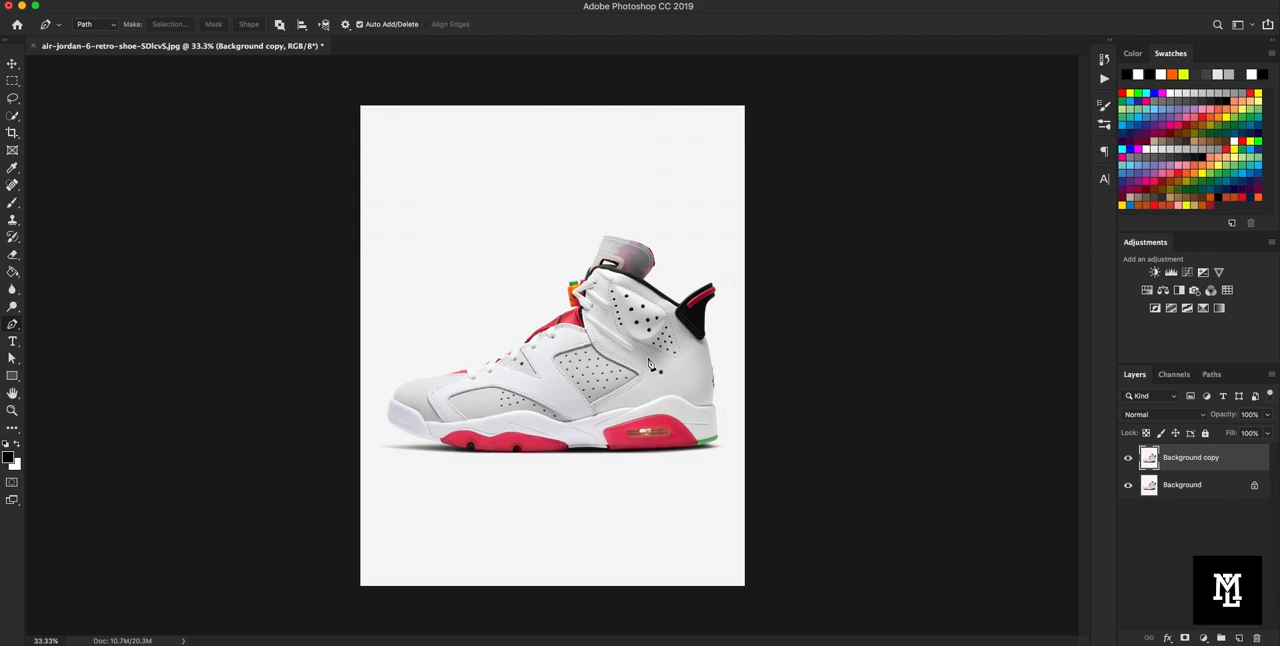 Adobe Photoshop CC 2019
Path Make: Selection... Mask Shape Auto Add/Delete Align Edges
air-jordan-6-retro-shoe-SDlcvS.jpg @ 33.3% (Background copy, RGB/8*) *
Color Swatches
Adjustments
Add an adjustment
Layers Channels Paths
Kind
Normal Opacity: 100%
Lock: Fill: 100%
Background copy
Background
ML
33.33% Doc: 10.7M/20.3M